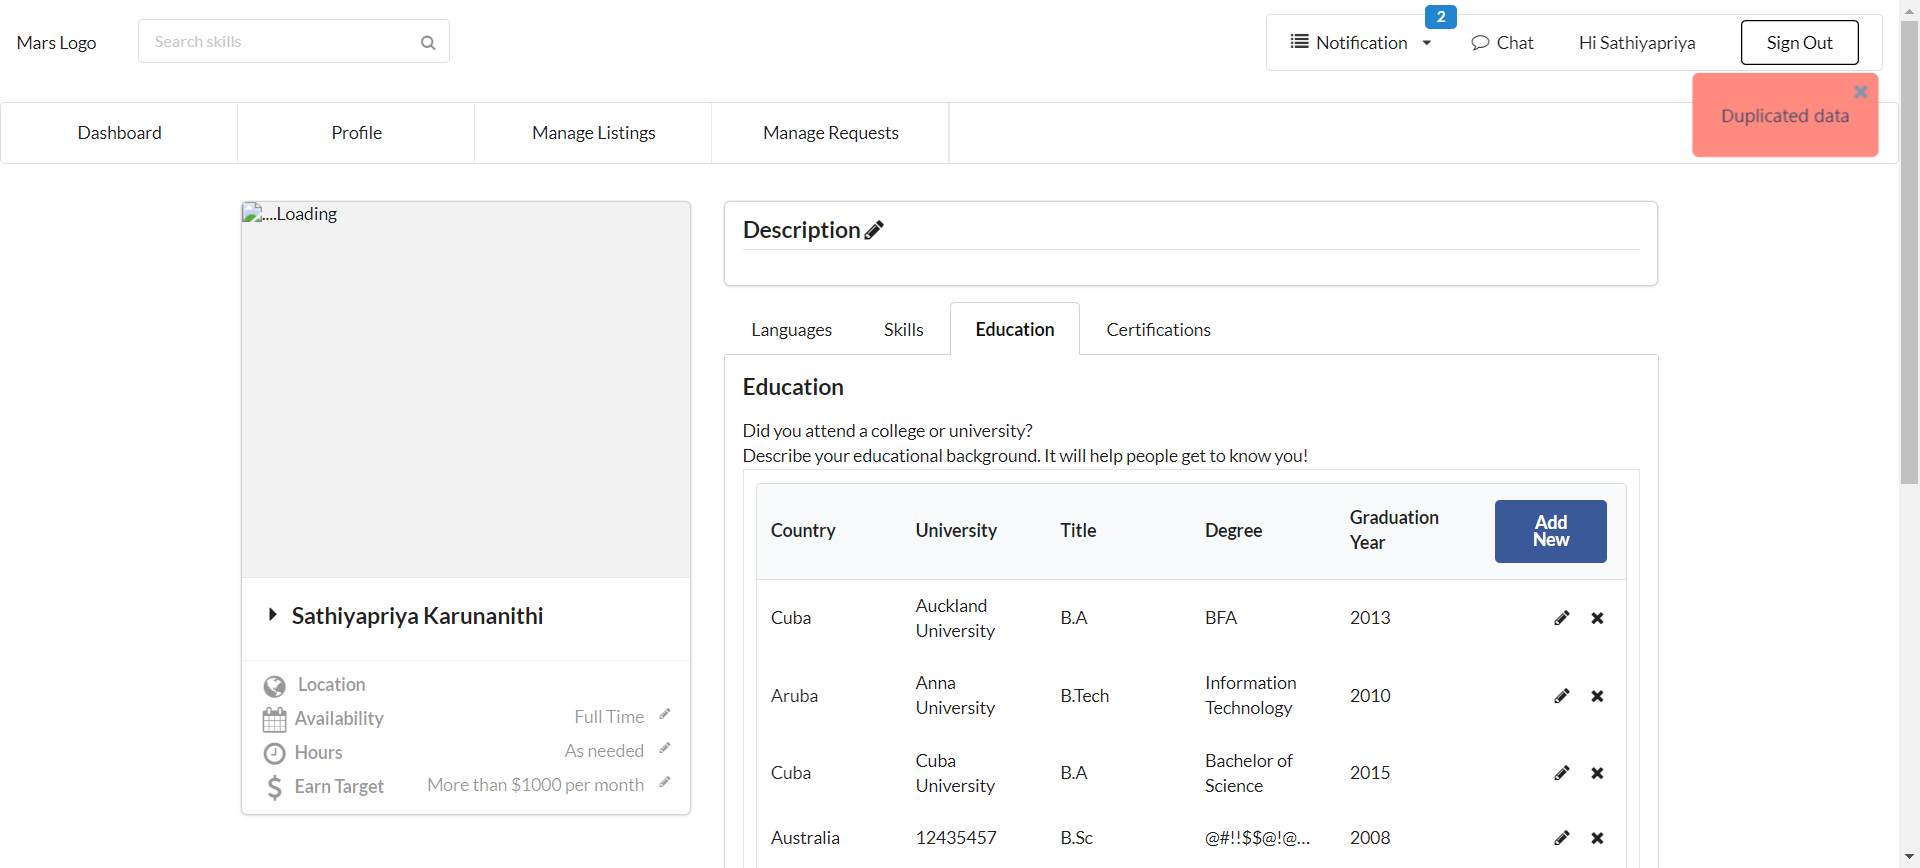 Mars Logo
Search skills
Notification
2
Chat
Hi Sathiyapriya
Sign Out
Duplicated data
Dashboard
Profile
Manage Listings
Manage Requests
....Loading
Sathiyapriya Karunanithi
Location
Availability
Full Time
Hours
As needed
Earn Target
More than $1000 per month
Description
Languages
Skills
Education
Certifications
Education
Did you attend a college or university?
Describe your educational background. It will help people get to know you!
Country
University
Title
Degree
Graduation
Year
Add
New
Cuba
Auckland
University
B.A
BFA
2013
Aruba
Anna
University
B.Tech
Information
Technology
2010
Cuba
Cuba
University
B.A
Bachelor of
Science
2015
Australia
12435457
B.Sc
@#!!$$@!@...
2008